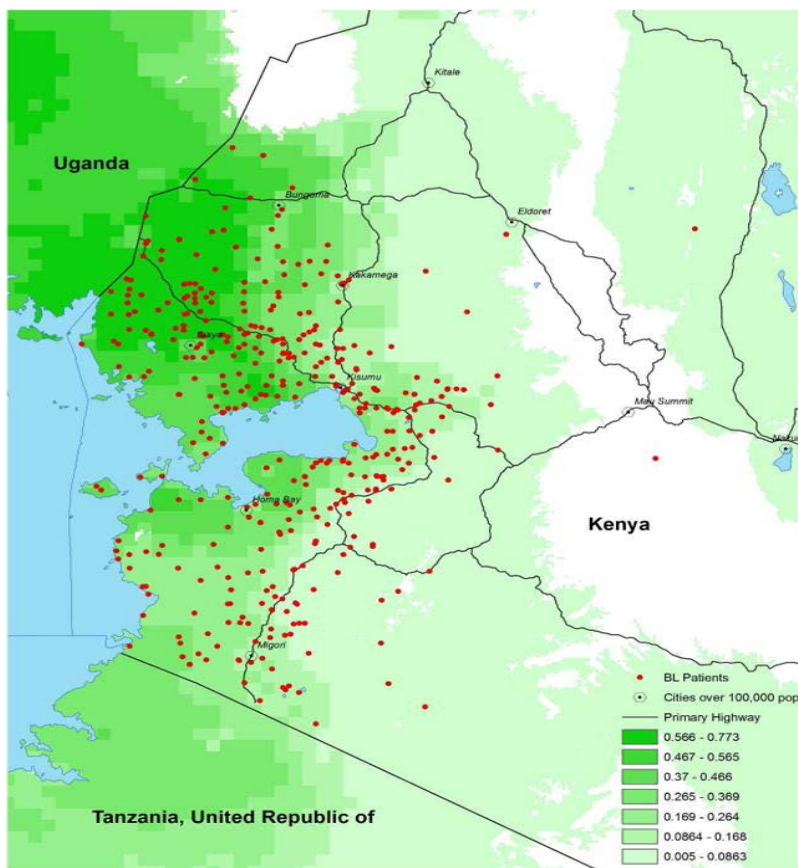 Kitale
Uganda
Bungoma
Eldoret
Kakamega
Kisumu
Mau Summit
Homa Bay
Kenya
Migori
BL Patients
Cities over 100,000 pop
Primary Highway
0.566 - 0.773
0.467 - 0.565
0.37 - 0.466
0.265 - 0.369
0.169 - 0.264
0.0864 - 0.168
0.005 - 0.0863
Tanzania, United Republic of